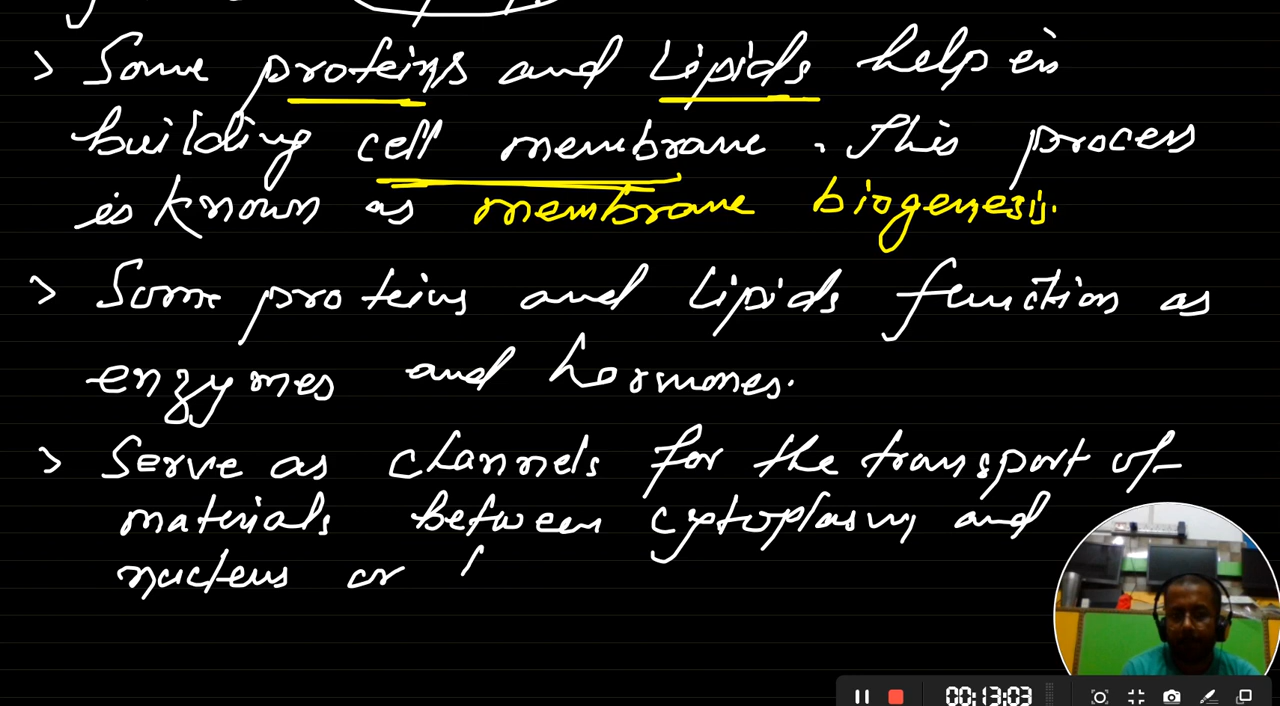 > Some proteins and Lipids help in
building cell membrane. This process
is known as membrane biogenesis.
> Some proteins and Lipids function as
enzymes and hormones.
> Serve as channels for the transport of
materials between cytoplasm and
nucleus or
00:13:03